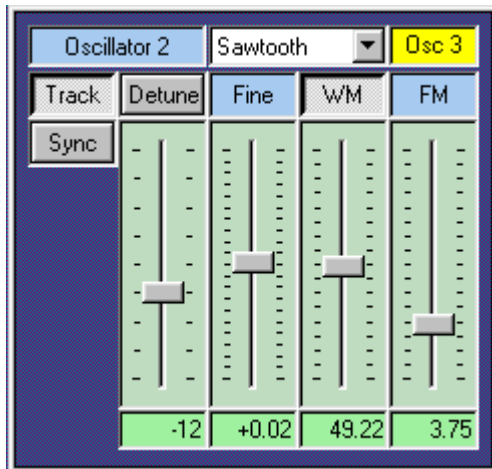 Oscillator 2 Sawtooth Osc 3
Track Detune Fine WM FM
Sync
-12 +0.02 49.22 3.75